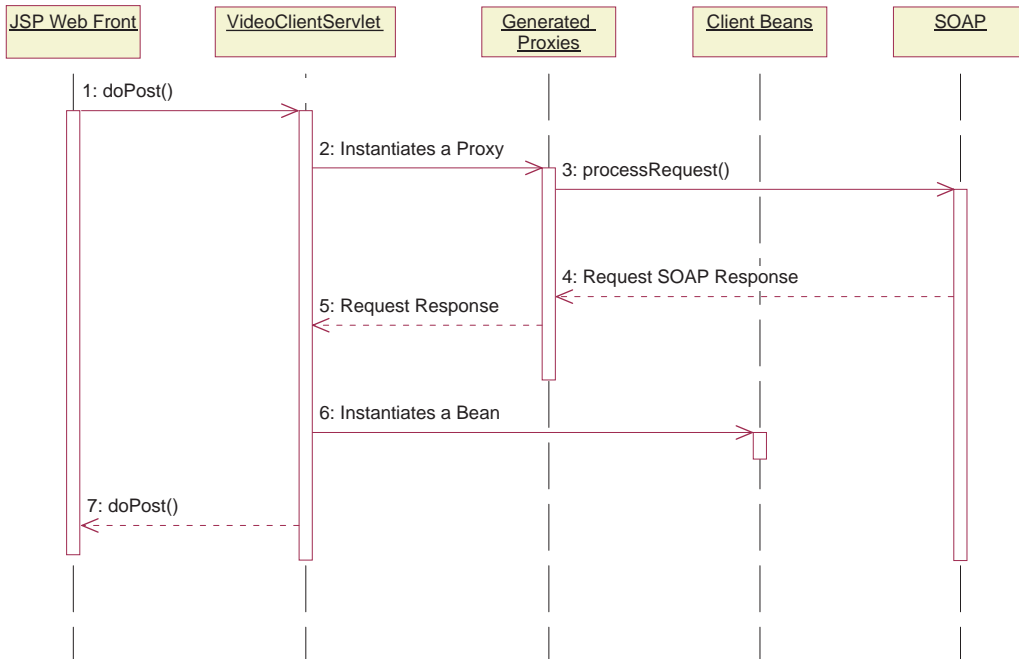 JSP Web Front
VideoClientServlet
Generated
Proxies
Client Beans
SOAP
1: doPost()
2: Instantiates a Proxy
3: processRequest()
4: Request SOAP Response
5: Request Response
6: Instantiates a Bean
7: doPost()